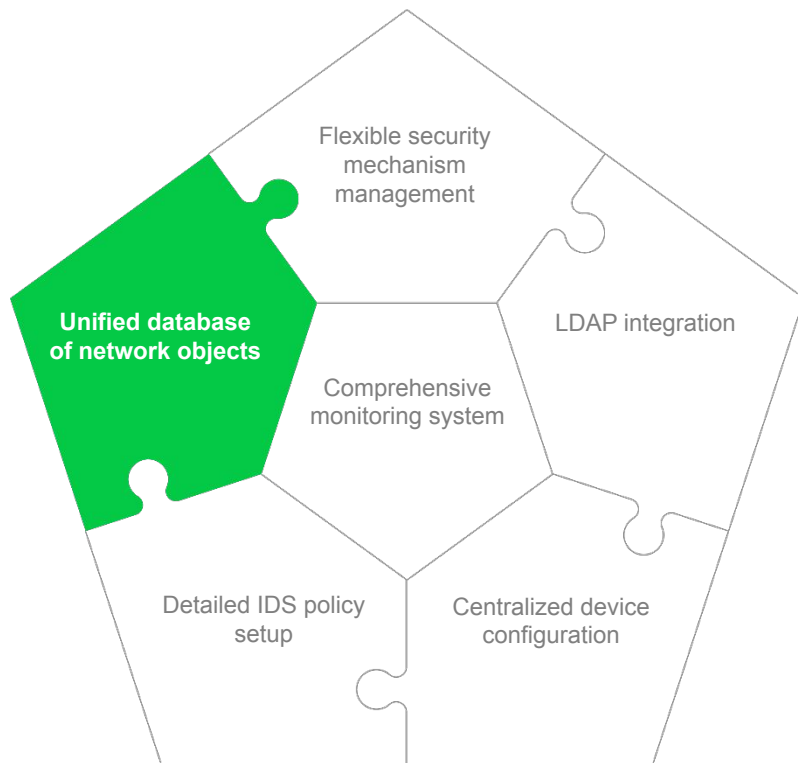 Flexible security
mechanism
management
Unified database
of network objects
LDAP integration
Comprehensive
monitoring system
Detailed IDS policy
setup
Centralized device
configuration